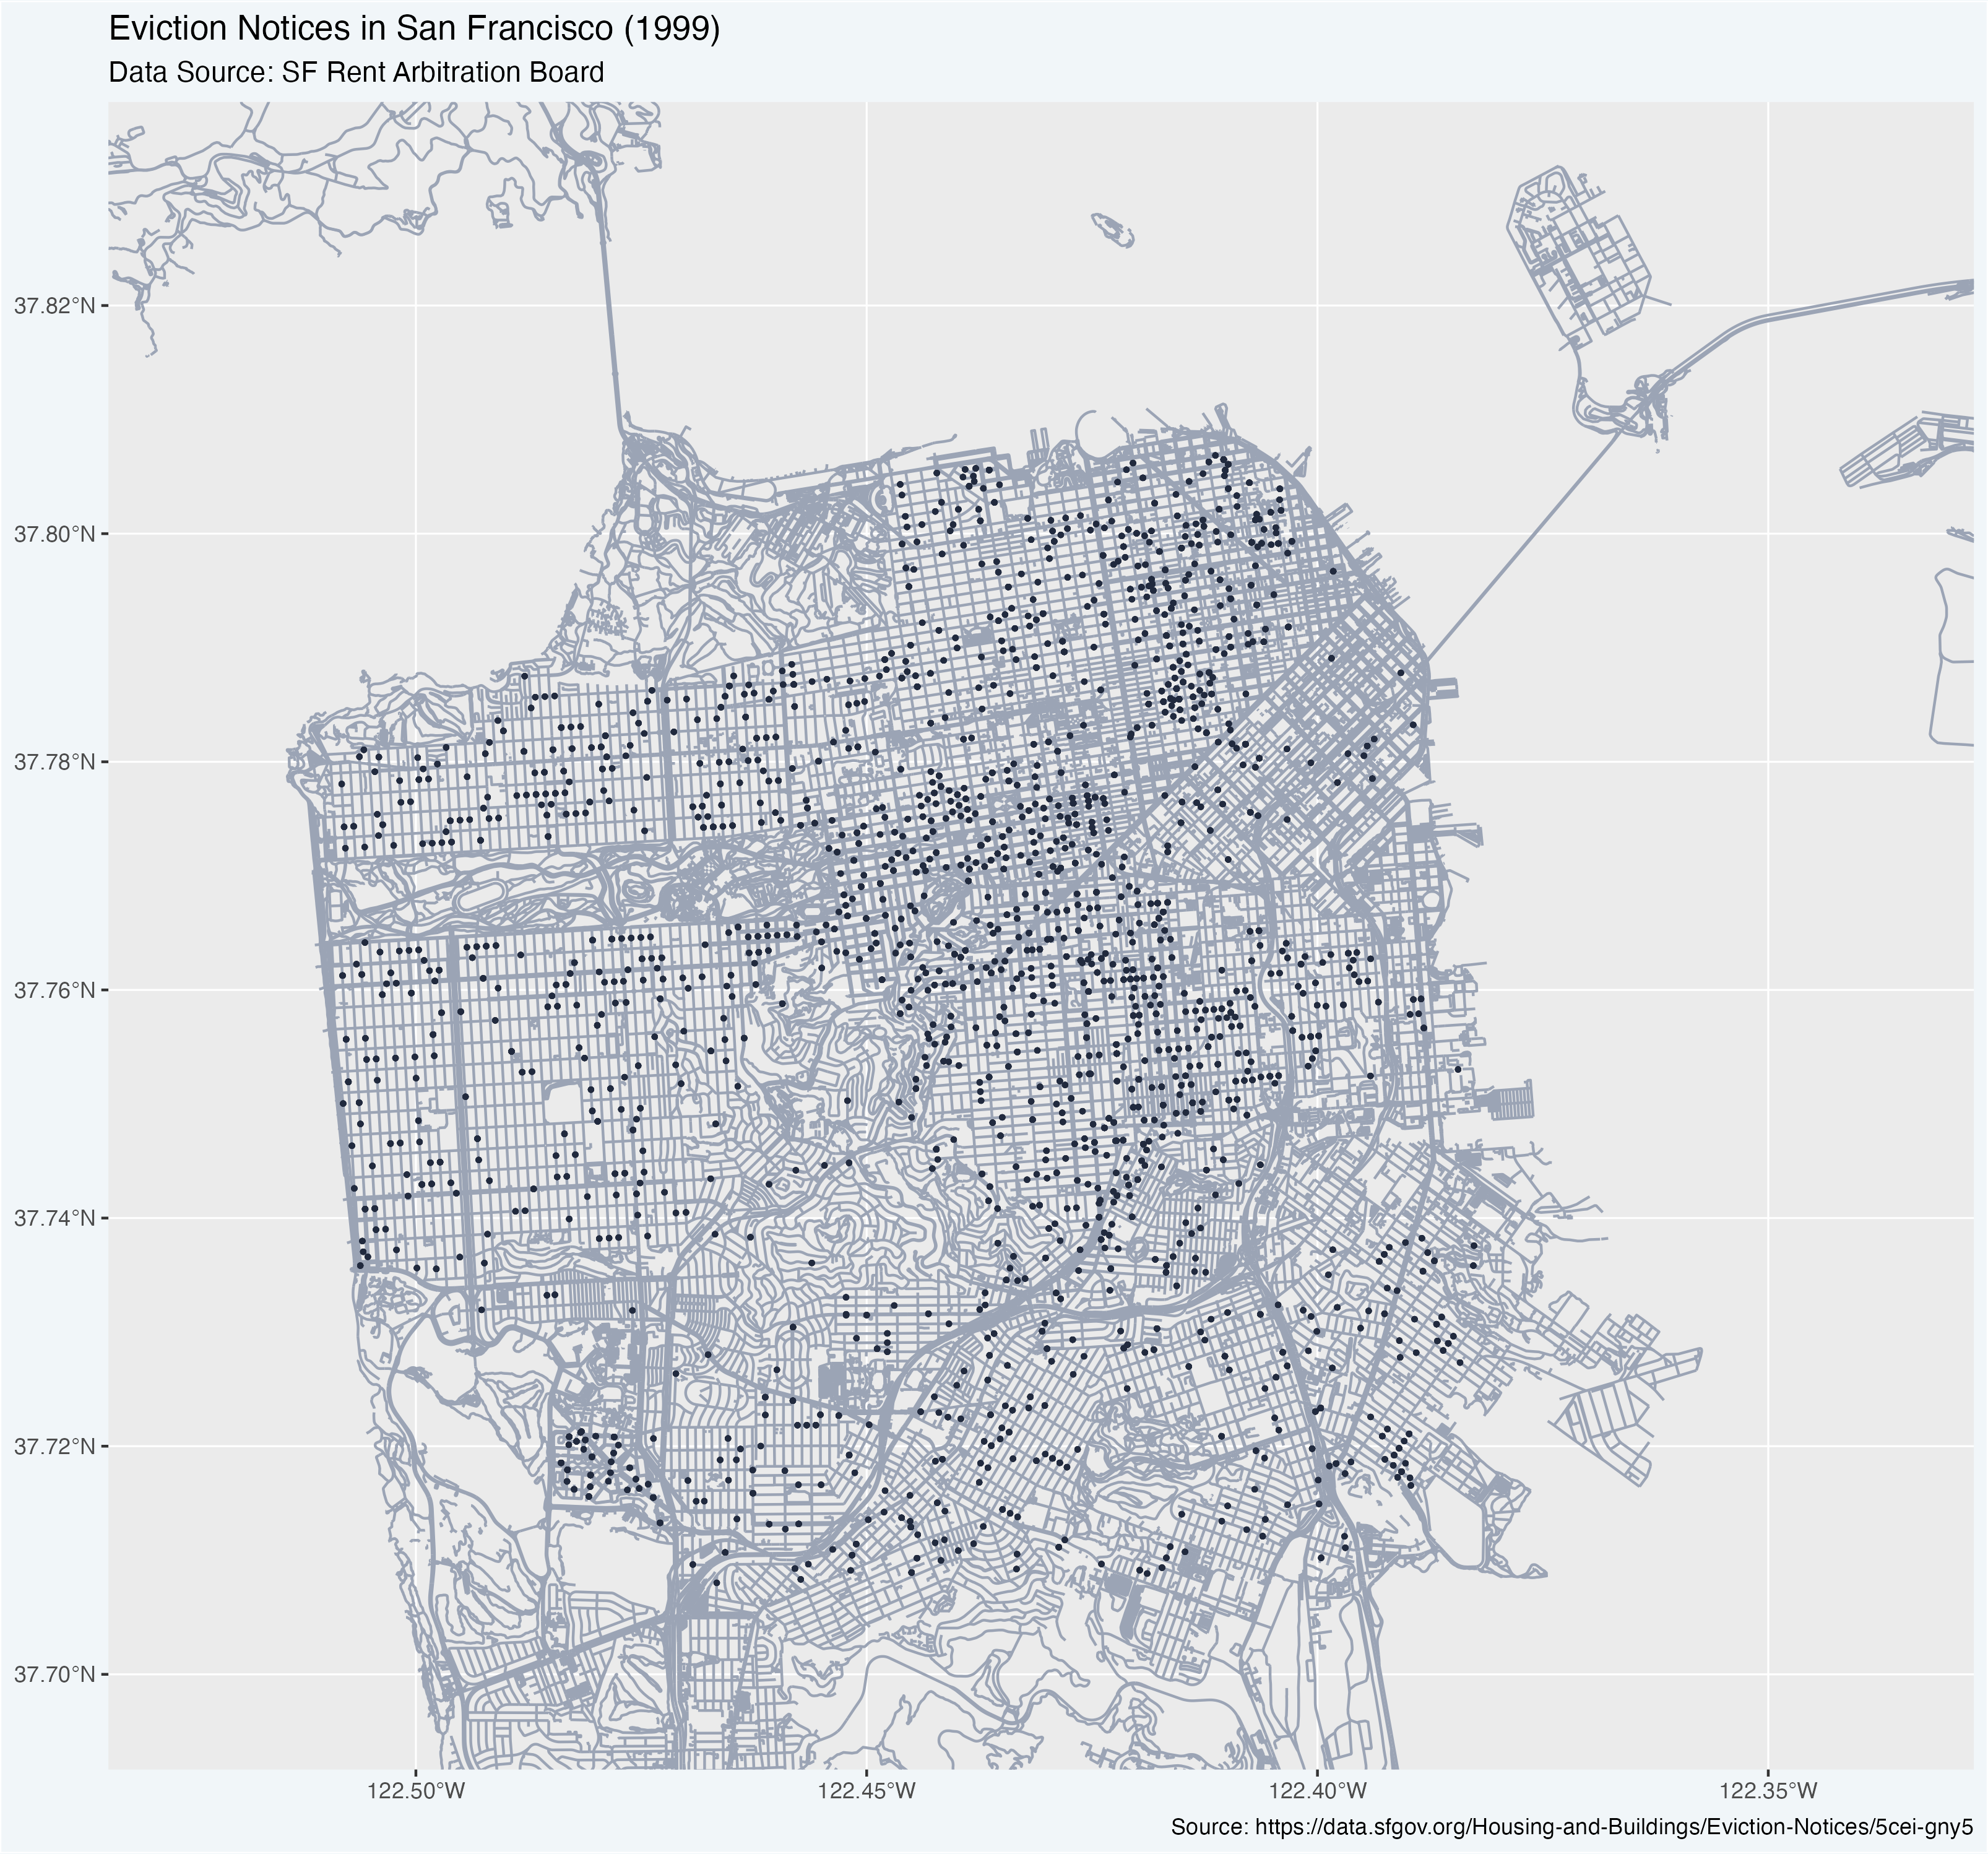 Eviction Notices in San Francisco (1999)
Data Source: SF Rent Arbitration Board
37.82°N
37.80°N
37.78°N
37.76°N
37.74°N
37.72°N
37.70°N
122.50°W
122.45°W
122.40°W
122.35°W
Source: https://data.sfgov.org/Housing-and-Buildings/Eviction-Notices/5cei-gny5